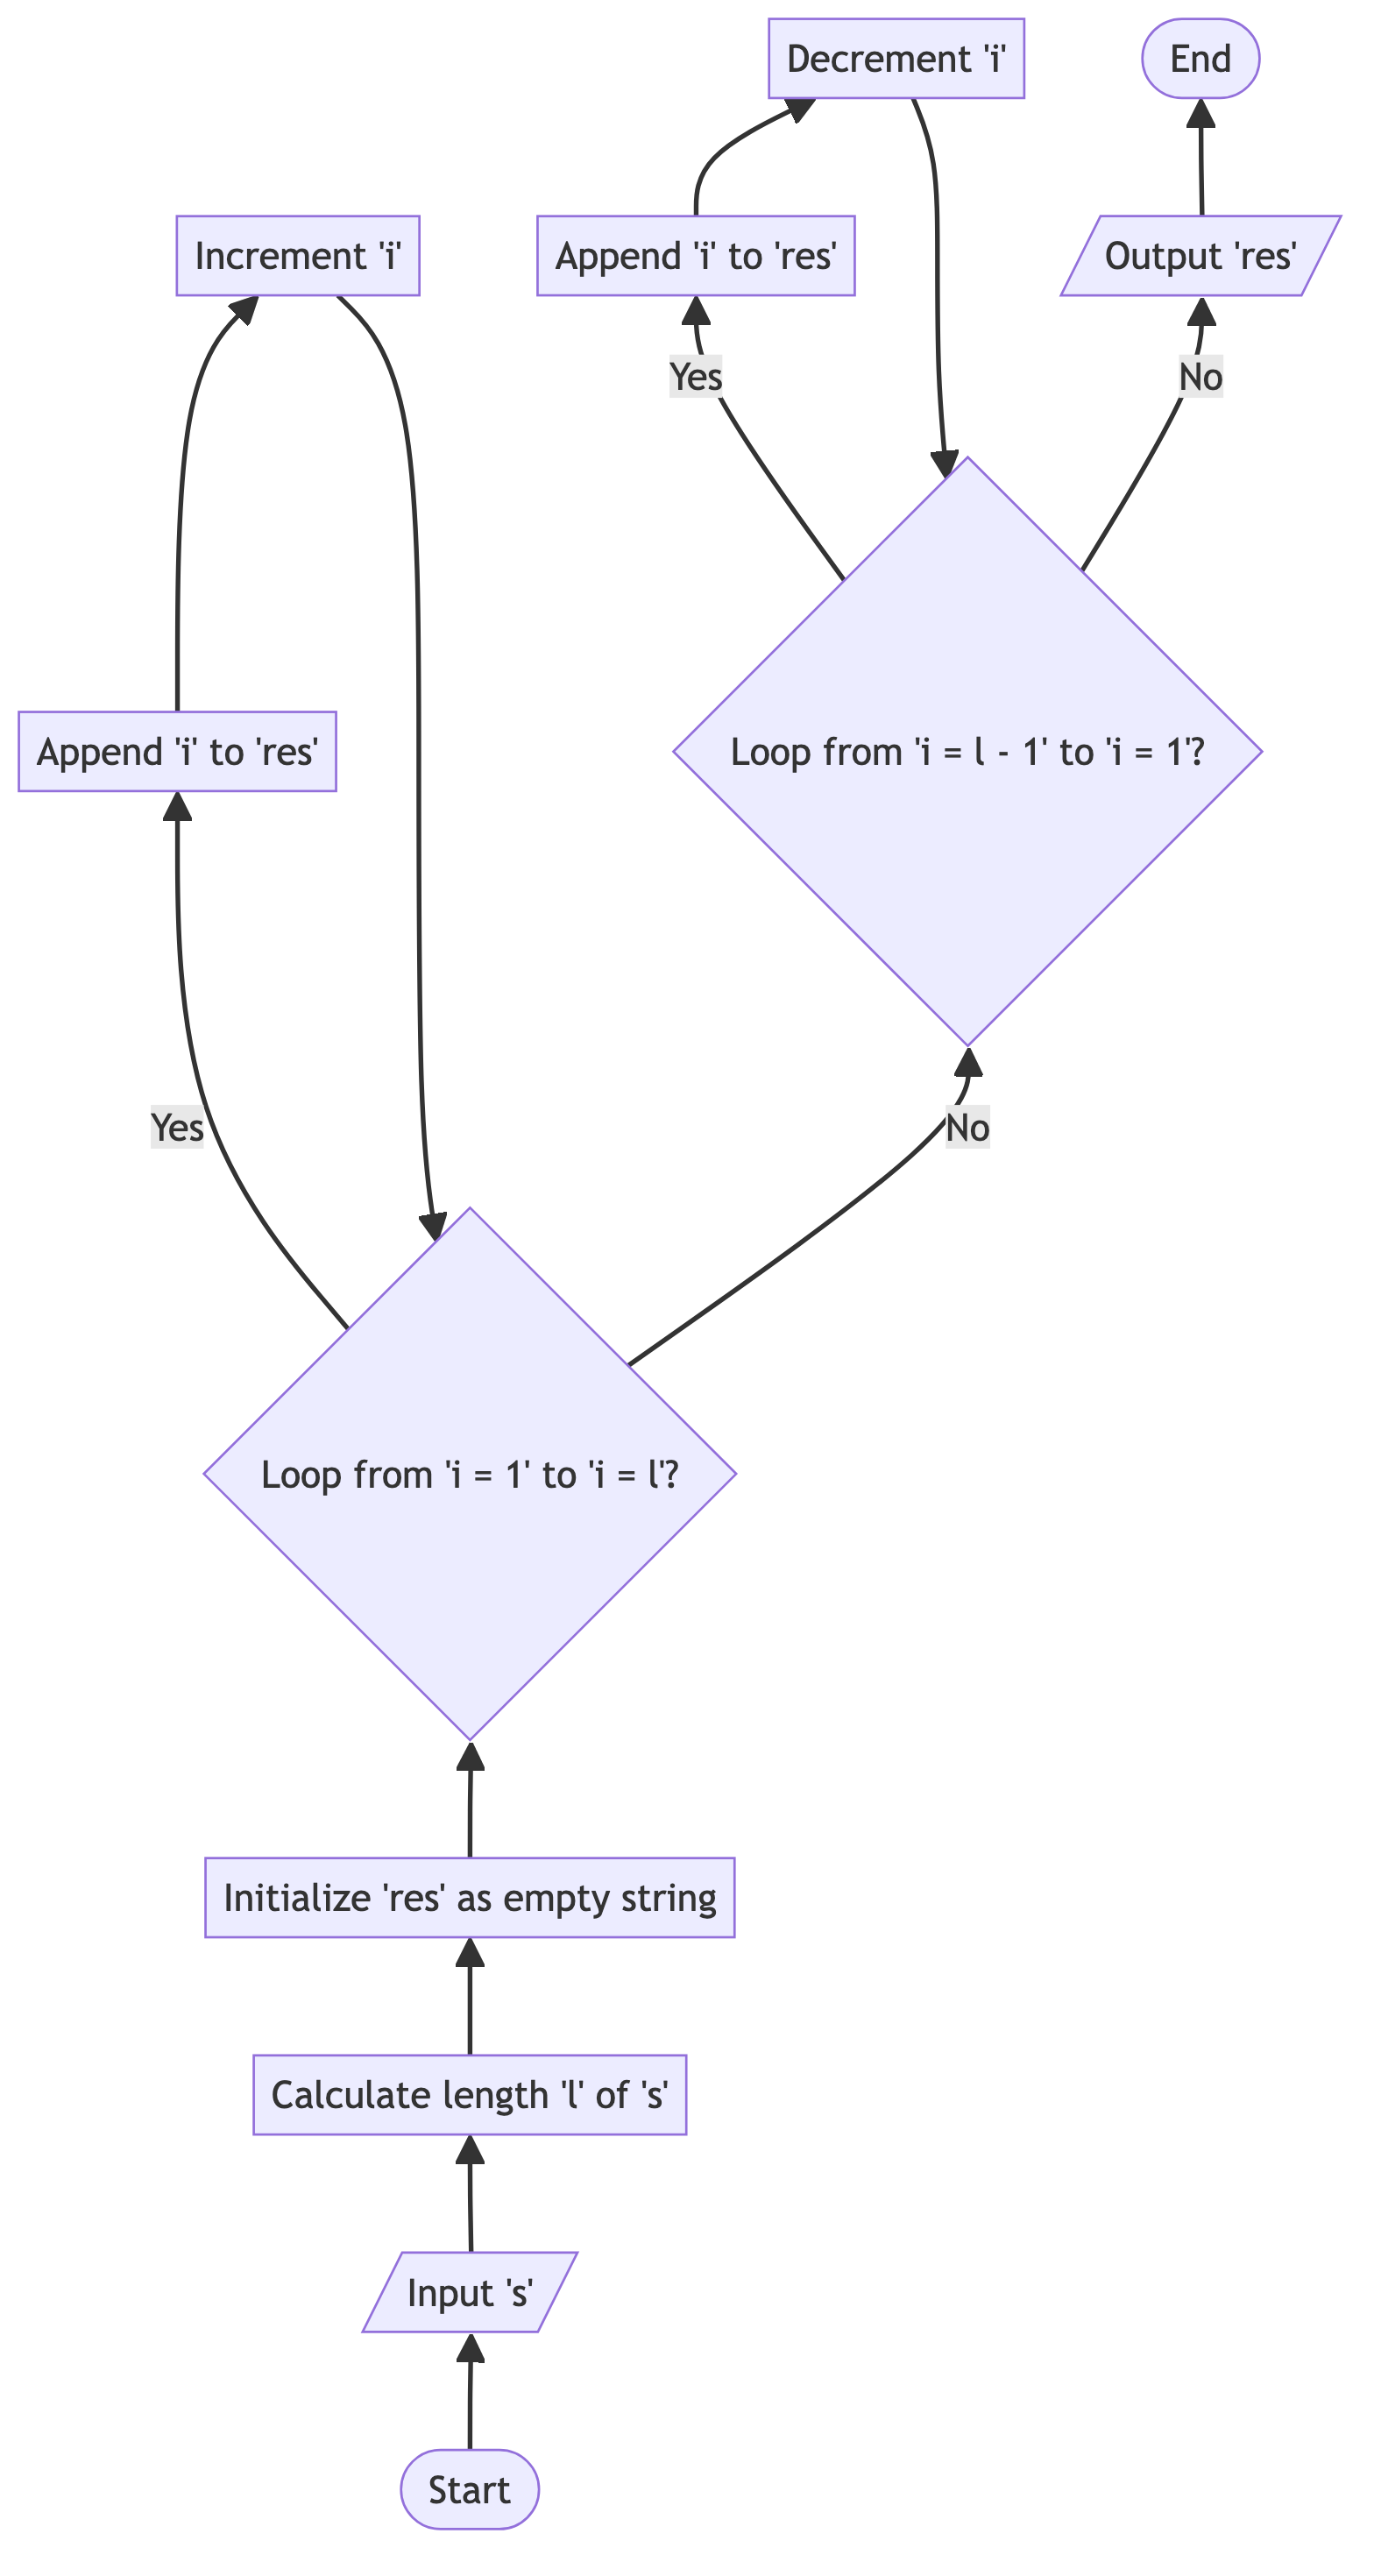 Decrement 'i'
End
Increment 'i'
Append 'i' to 'res'
Output 'res'
Yes
No
Append 'i' to 'res'
Loop from 'i = l - 1' to 'i = 1'?
Yes
No
Loop from 'i = 1' to 'i = l'?
Initialize 'res' as empty string
Calculate length 'l' of 's'
Input 's'
Start